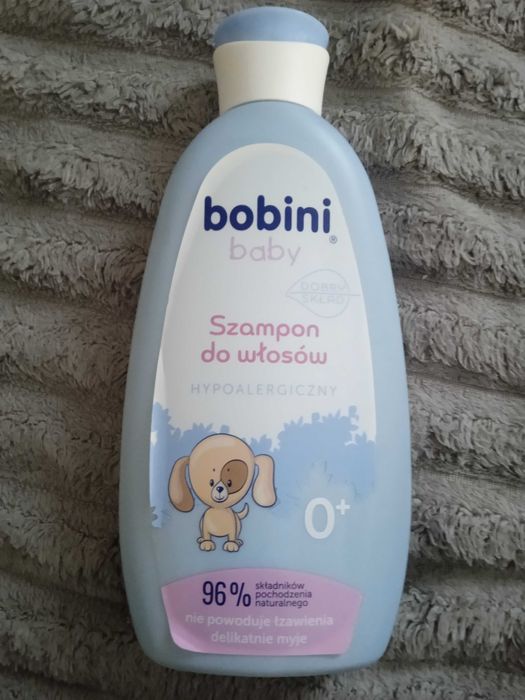 bobini®
baby
DOBRY
SKŁAD
Szampon
do włosów
HYPOALERGICZNY
0+
96% składników
pochodzenia
naturalnego
nie powoduje łzawienia
delikatnie myje